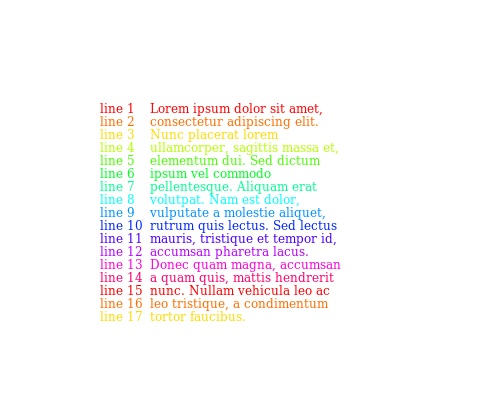 line 1 Lorem ipsum dolor sit amet,
line 2 consectetur adipiscing elit.
line 3 Nunc placerat lorem
line 4 ullamcorper, sagittis massa et,
line 5 elementum dui. Sed dictum
line 6 ipsum vel commodo
line 7 pellentesque. Aliquam erat
line 8 volutpat. Nam est dolor,
line 9 vulputate a molestie aliquet,
line 10 rutrum quis lectus. Sed lectus
line 11 mauris, tristique et tempor id,
line 12 accumsan pharetra lacus.
line 13 Donec quam magna, accumsan
line 14 a quam quis, mattis hendrerit
line 15 nunc. Nullam vehicula leo ac
line 16 leo tristique, a condimentum
line 17 tortor faucibus.